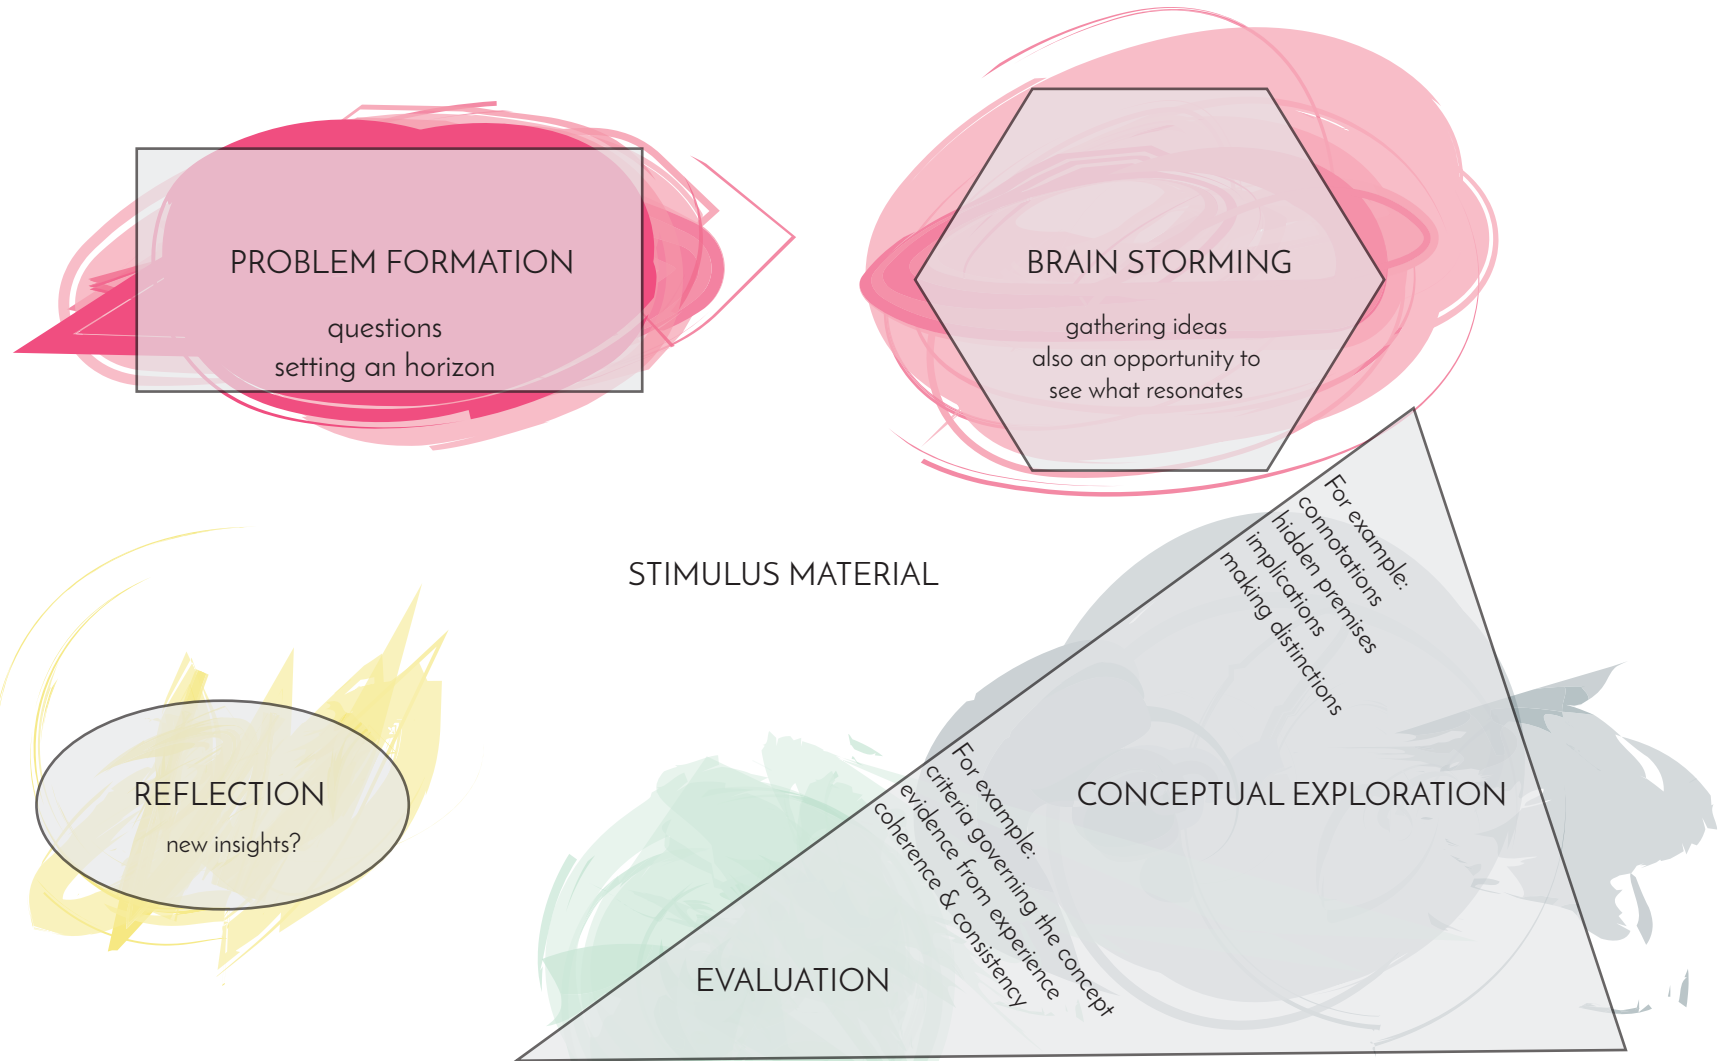 PROBLEM FORMATION
questions
setting an horizon
BRAIN STORMING
gathering ideas
also an opportunity to
see what resonates
STIMULUS MATERIAL
For example:
connotations
hidden premises
implications
making distinctions
CONCEPTUAL EXPLORATION
REFLECTION
new insights?
For example:
criteria governing the concept
evidence from experience
coherence & consistency
EVALUATION